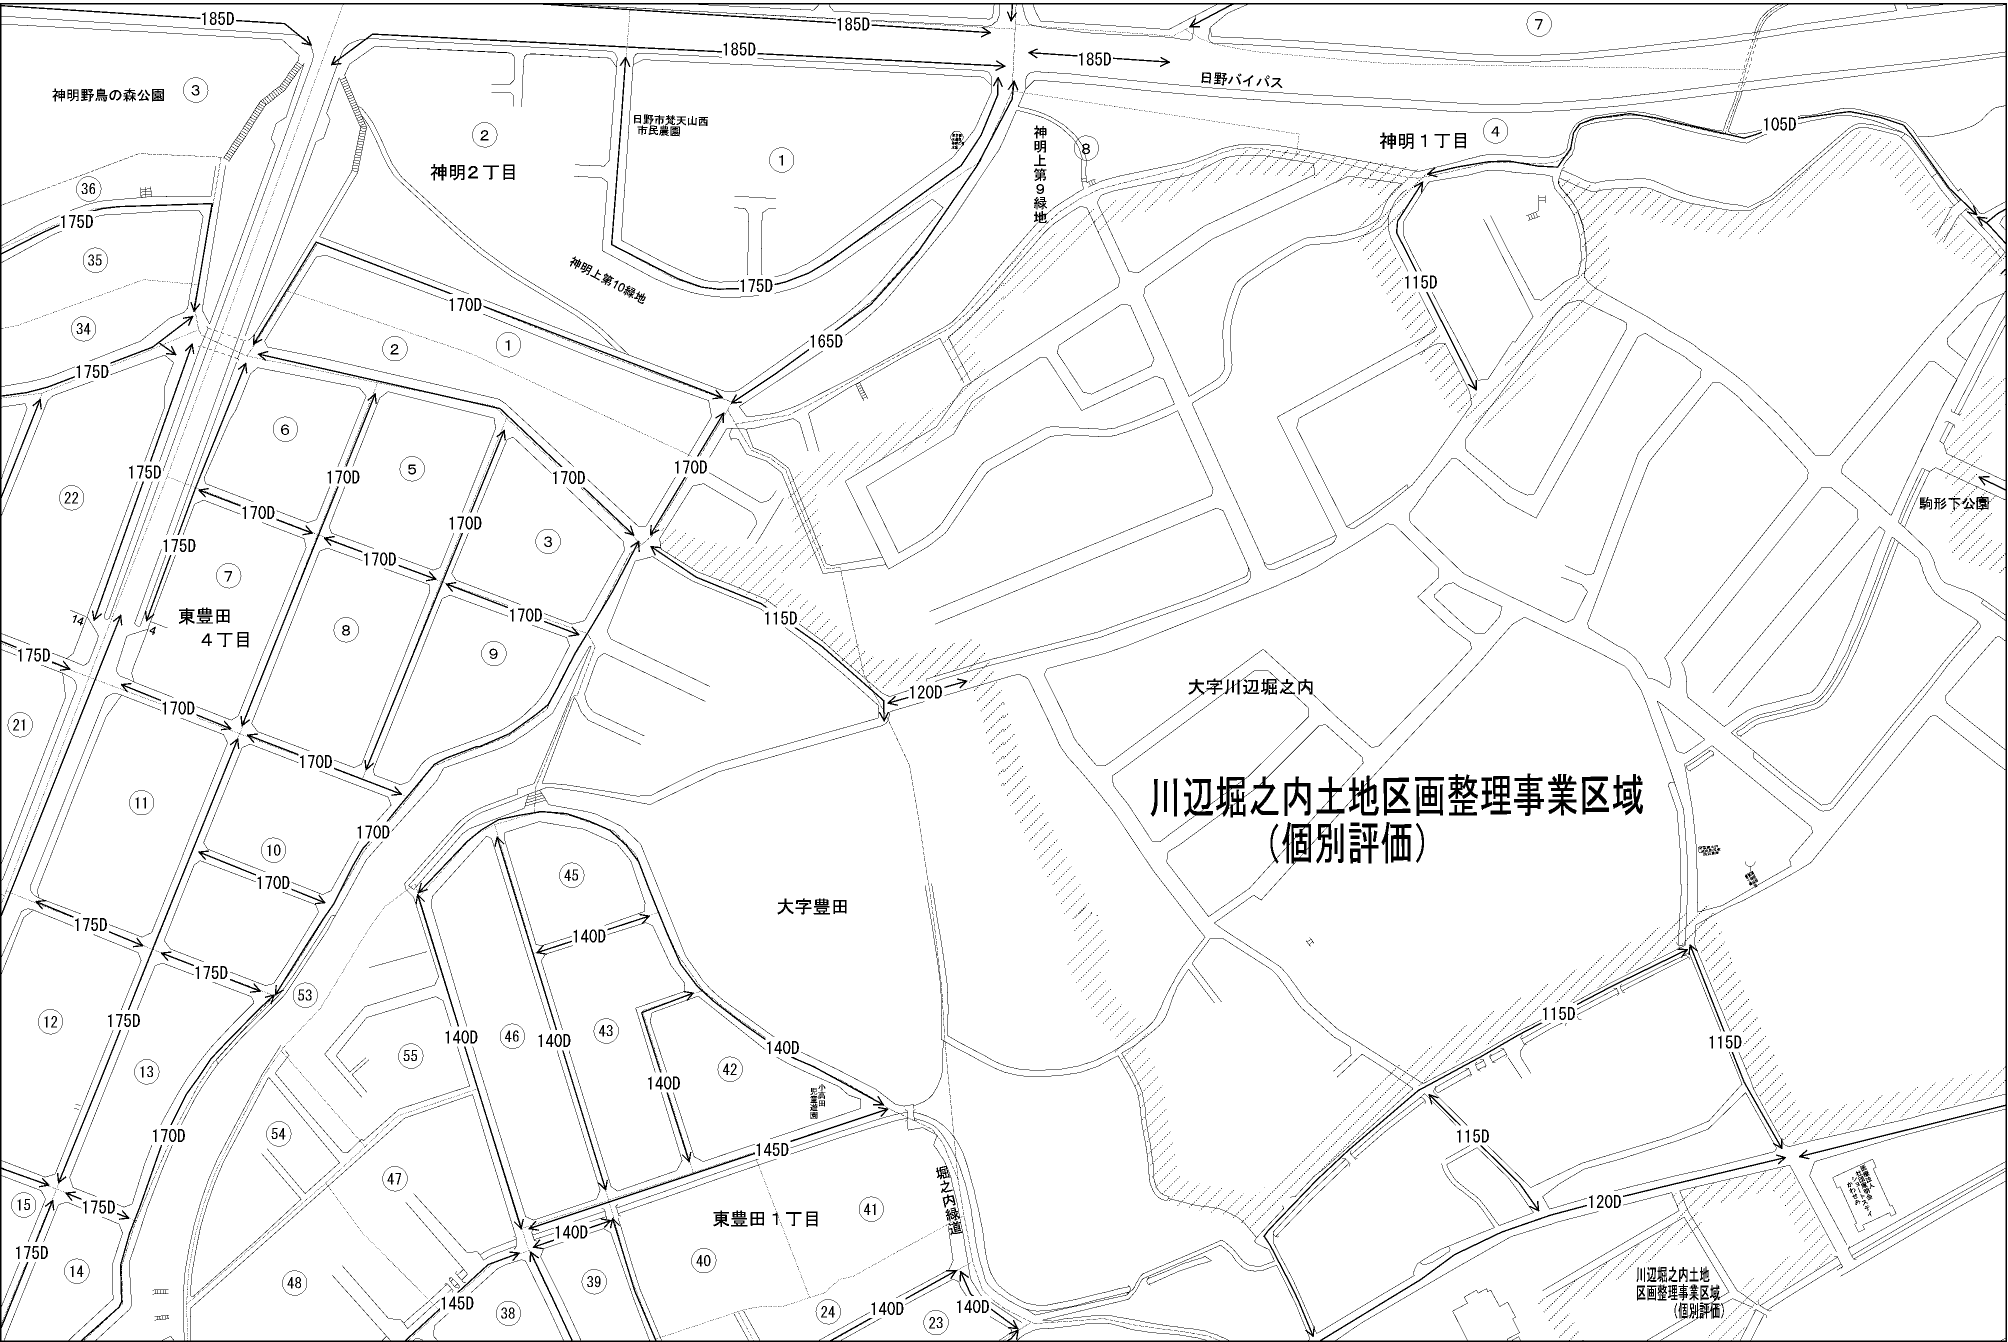 185D
185D
185D
185D
⑦
日野バイパス
③
神明野鳥の森公園
②
日野市梵天山西
市民農園
①
神明2丁目
神明上第9緑地
⑧
神明1丁目
④
105D
36
175D
35
34
175D
神明上第10緑地
175D
170D
165D
①
②
115D
⑥
⑤
170D
170D
170D
22
175D
170D
170D
③
175D
170D
駒形下公園
⑦
東豊田
4丁目
⑧
⑨
170D
115D
14
4
175D
170D
120D
大字川辺堀之内
21
170D
11
川辺堀之内土地区画整理事業区域
(個別評価)
170D
10
170D
45
大字豊田
175D
175D
140D
53
12
175D
140D
46
140D
43
140D
115D
115D
55
13
140D
42
小高田
児童遊園
54
170D
145D
115D
47
15
175D
41
堀之内緑道
東豊田1丁目
120D
175D
14
140D
40
39
48
145D
38
24
140D
23
140D
川辺堀之内土地
区画整理事業区域
(個別評価)